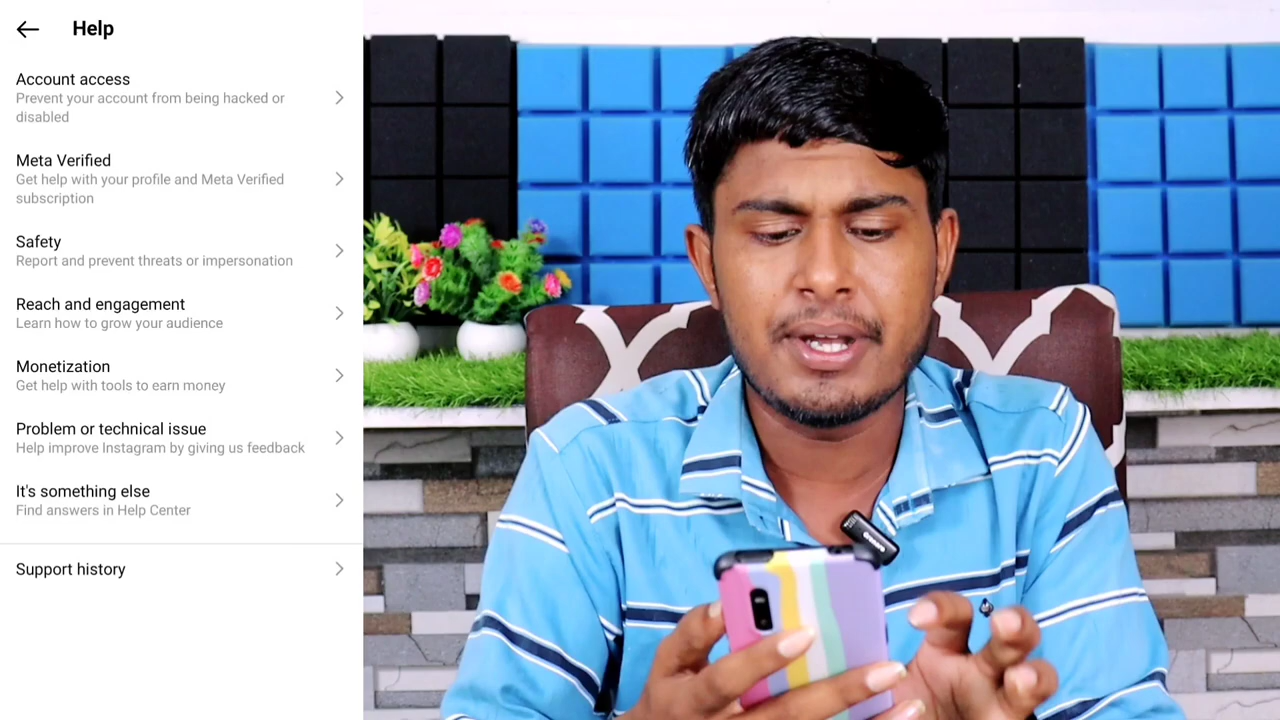 Help
Account access
Prevent your account from being hacked or
disabled
Meta Verified
Get help with your profile and Meta Verified
subscription
Safety
Report and prevent threats or impersonation
Reach and engagement
Learn how to grow your audience
Monetization
Get help with tools to earn money
Problem or technical issue
Help improve Instagram by giving us feedback
It's something else
Find answers in Help Center
Support history